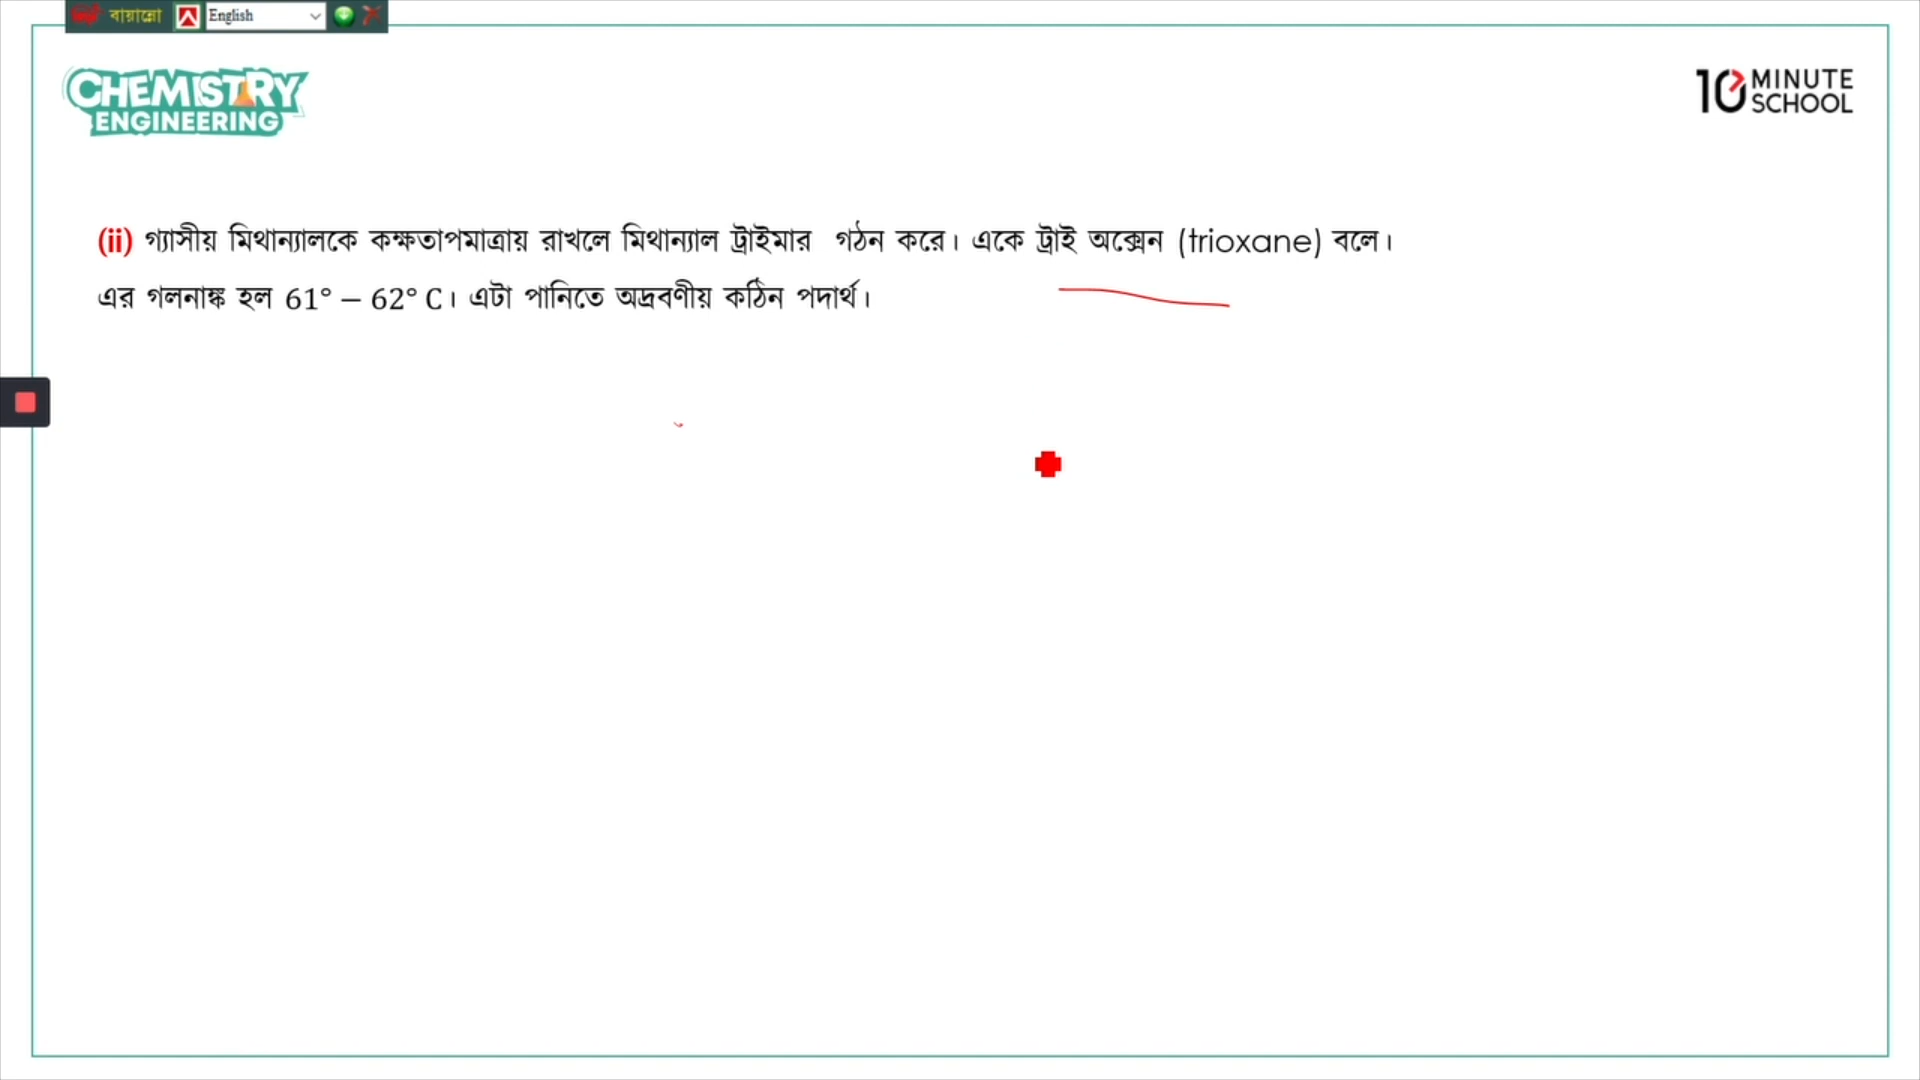 বায়ান্নো English
CHEMISTRY
ENGINEERING
10 MINUTE
SCHOOL
(ii) গ্যাসীয় মিথান্যালকে কক্ষতাপমাত্রায় রাখলে মিথান্যাল ট্রাইমার গঠন করে। একে ট্রাই অক্সেন (trioxane) বলে।
এর গলনাঙ্ক হল 61° – 62° C। এটা পানিতে অদ্রবণীয় কঠিন পদার্থ।